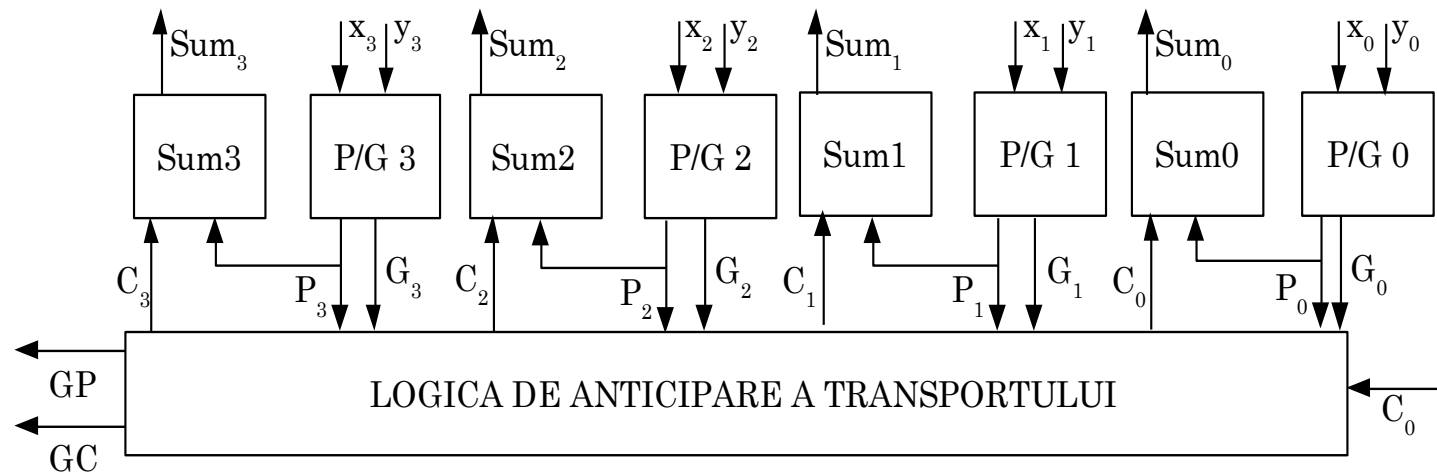 x₃ y₃ x₂ y₂ x₁ y₁ x₀ y₀
Sum₃ Sum₂ Sum₁ Sum₀
Sum3 P/G 3 Sum2 P/G 2 Sum1 P/G 1 Sum0 P/G 0
C₃ P₃ G₃ C₂ P₂ G₂ C₁ P₁ G₁ C₀ P₀ G₀
GP
LOGICA DE ANTICIPARE A TRANSPORTULUI
C₀
GC